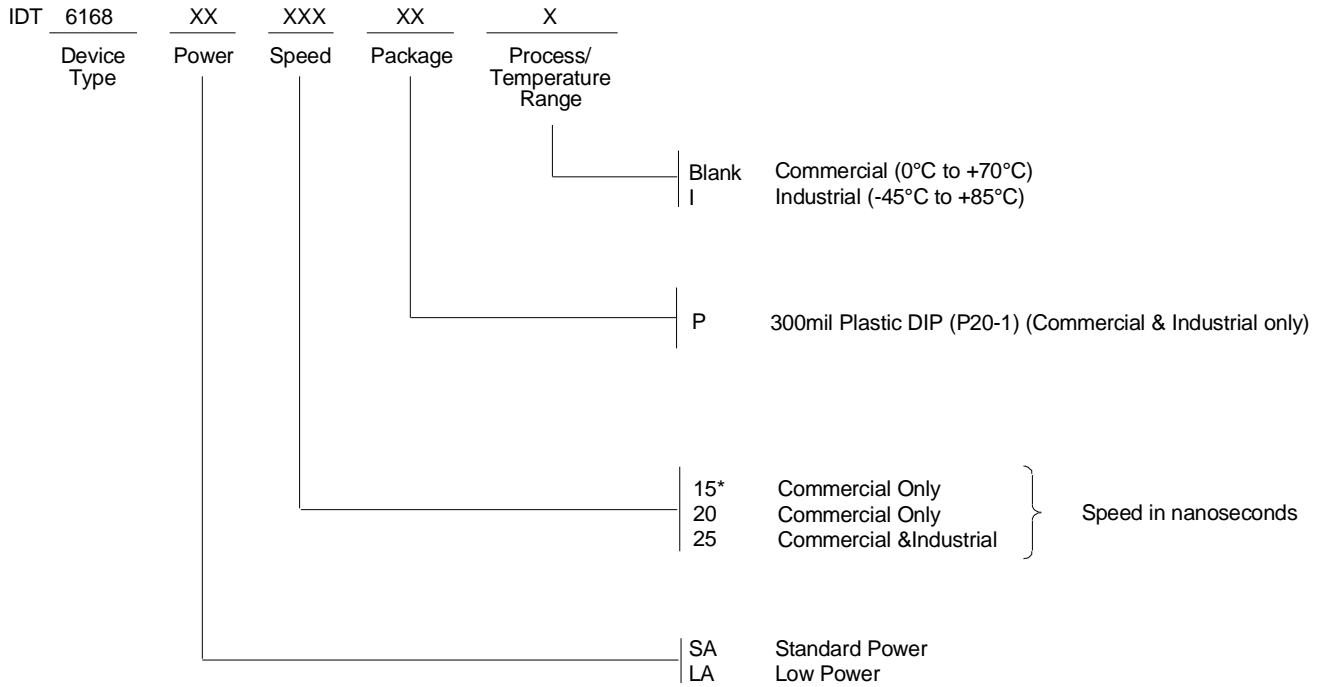 IDT 6168 XX XXX XX X
Device Type Power Speed Package Process/ Temperature Range
Blank Commercial (0°C to +70°C)
I Industrial (-45°C to +85°C)
P 300mil Plastic DIP (P20-1) (Commercial & Industrial only)
15* Commercial Only
20 Commercial Only
25 Commercial &Industrial
Speed in nanoseconds
SA Standard Power
LA Low Power